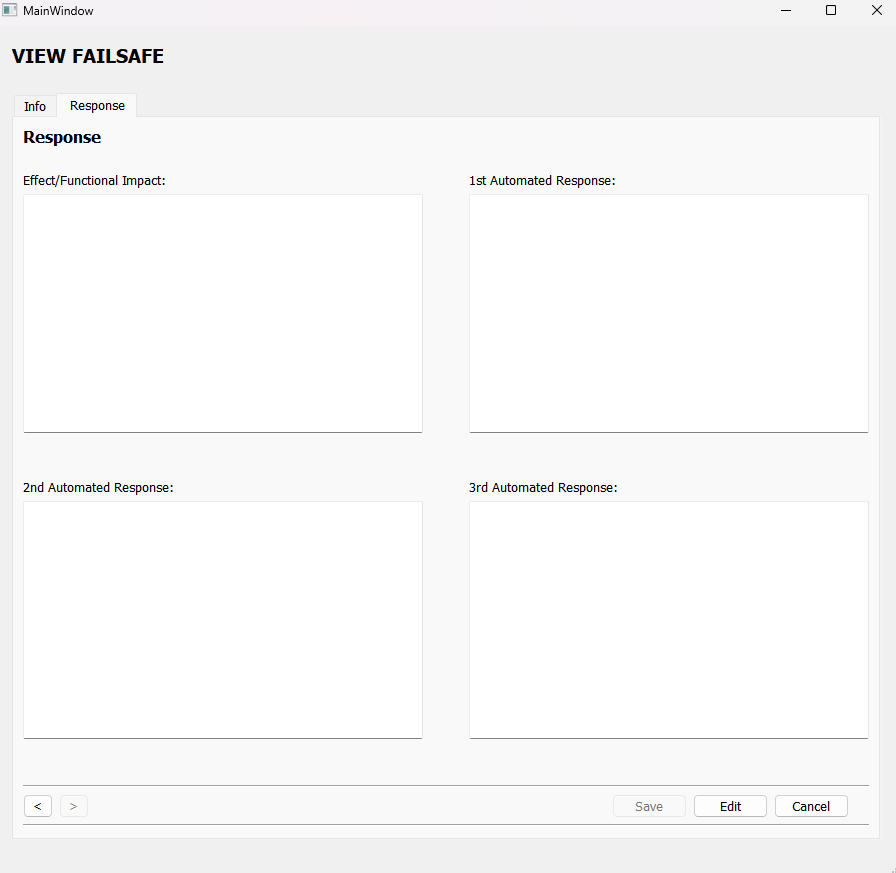 MainWindow
VIEW FAILSAFE
Info Response
Response
Effect/Functional Impact: 1st Automated Response:
2nd Automated Response: 3rd Automated Response:
< > Save Edit Cancel